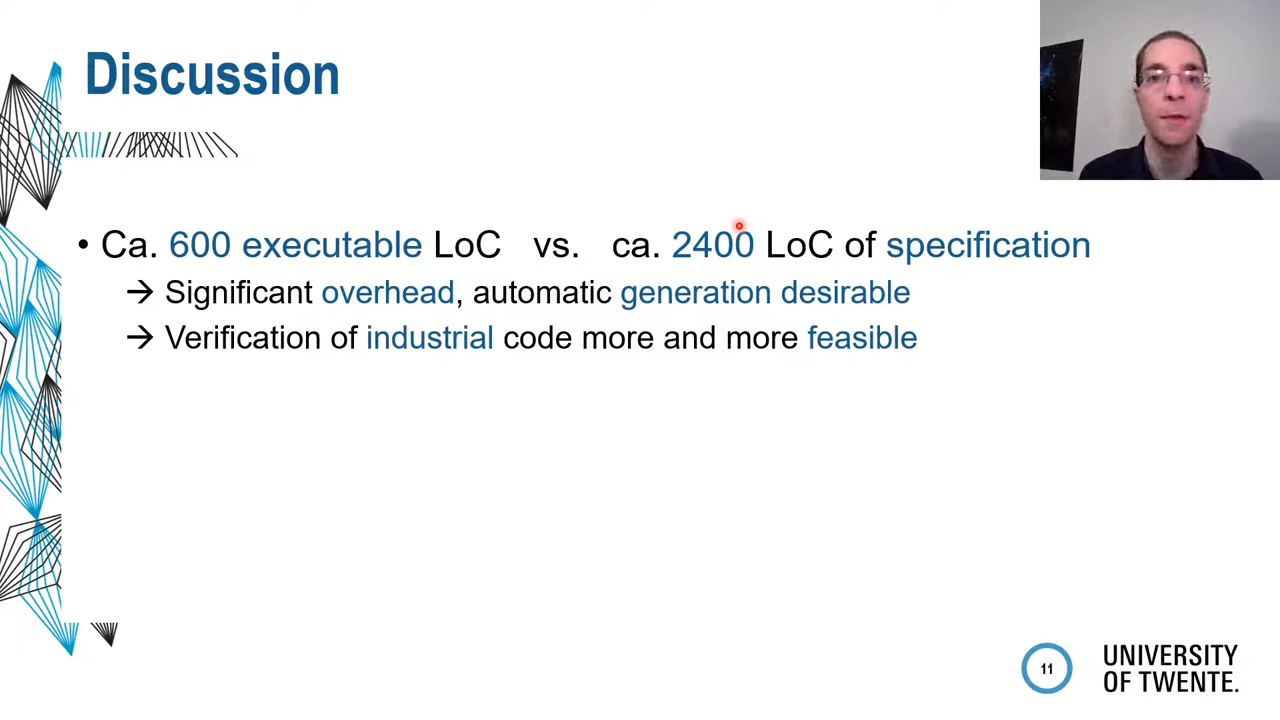 Discussion
• Ca. 600 executable LoC vs. ca. 2400 LoC of specification
→ Significant overhead, automatic generation desirable
→ Verification of industrial code more and more feasible
11
UNIVERSITY
OF TWENTE.